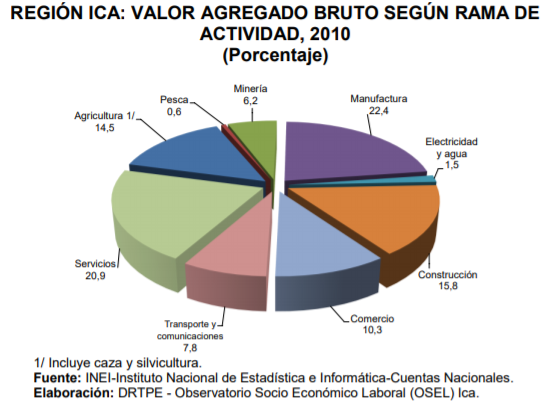 REGIÓN ICA: VALOR AGREGADO BRUTO SEGÚN RAMA DE
ACTIVIDAD, 2010
(Porcentaje)
Minería
6,2
Pesca
0,6
Manufactura
22,4
Agricultura 1/
14,5
Electricidad
y agua
1,5
Servicios
20,9
Construcción
15,8
Transporte y
comunicaciones
7,8
Comercio
10,3
1/ Incluye caza y silvicultura.
Fuente: INEI-Instituto Nacional de Estadística e Informática-Cuentas Nacionales.
Elaboración: DRTPE - Observatorio Socio Económico Laboral (OSEL) Ica.